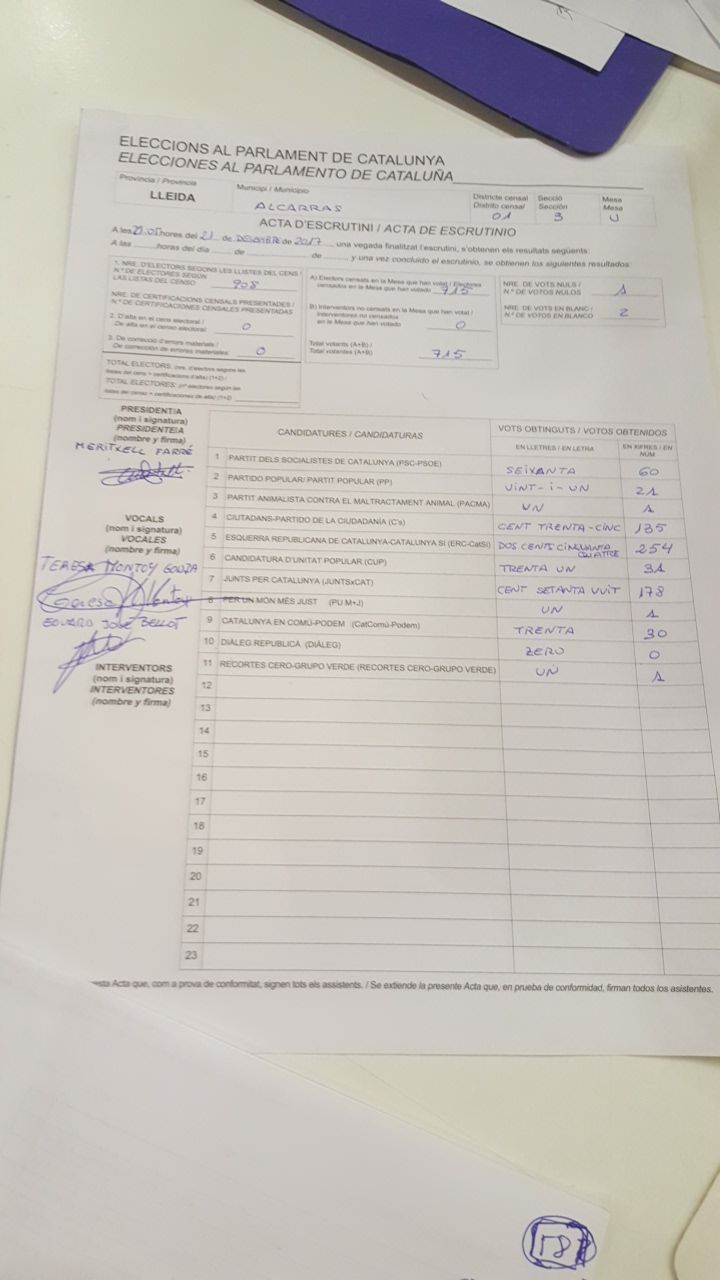 ELECCIONS AL PARLAMENT DE CATALUNYA
ELECCIONES AL PARLAMENTO DE CATALUÑA
Província / Provincia
LLEIDA
Municipi / Municipio
ALCARRAS
Districte censal
Distrito censal
01
Secció
Sección
3
Mesa
Mesa
U
ACTA D'ESCRUTINI / ACTA DE ESCRUTINIO
A les 21:05 hores del 21 de DESEMBRE de 2017, una vegada finalitzat l'escrutini, s'obtenen els resultats següents:
A las ........ horas del día ...... de ............ de ........ y una vez concluido el escrutinio, se obtienen los siguientes resultados:
1. NRE. D'ELECTORS SEGONS LES LLISTES DEL CENS /
N.º DE ELECTORES SEGÚN
LAS LISTAS DEL CENSO 908
NRE. DE CERTIFICACIONS CENSALS PRESENTADES /
N.º DE CERTIFICACIONES CENSALES PRESENTADAS
2. D'alta en el cens electoral /
De alta en el censo electoral: 0
3. De correcció d'errors materials /
De corrección de errores materiales: 0
TOTAL ELECTORS: (nre. d'electors segons les
llistes del cens + certificacions d'alta) (1+2) /
TOTAL ELECTORES: (nº electores según las
listas del censo + certificaciones de alta) (1+2)
A) Electors censats en la Mesa que han votat / Electores
censados en la Mesa que han votado 715
B) Interventors no censats en la Mesa que han votat /
Interventores no censados
en la Mesa que han votado 0
Total votants (A+B) /
Total votantes (A+B) 715
NRE. DE VOTS NULS /
N.º DE VOTOS NULOS 1
NRE. DE VOTS EN BLANC /
N.º DE VOTOS EN BLANCO 2
PRESIDENT/A
(nom i signatura)
PRESIDENTE/A
(nombre y firma)
MERITXELL FARRÉ
VOCALS
(nom i signatura)
VOCALES
(nombre y firma)
TERESA MONTOY GOUZA
EDUARD JOSÉ BELLOT
INTERVENTORS
(nom i signatura)
INTERVENTORES
(nombre y firma)
CANDIDATURES / CANDIDATURAS
VOTS OBTINGUTS / VOTOS OBTENIDOS
EN LLETRES / EN LETRA
EN XIFRES / EN NÚM
1 PARTIT DELS SOCIALISTES DE CATALUNYA (PSC-PSOE) SEIXANTA 60
2 PARTIDO POPULAR/ PARTIT POPULAR (PP) VINT-I-UN 21
3 PARTIT ANIMALISTA CONTRA EL MALTRACTAMENT ANIMAL (PACMA) UN 1
4 CIUTADANS-PARTIDO DE LA CIUDADANÍA (C's) CENT TRENTA-CINC 135
5 ESQUERRA REPUBLICANA DE CATALUNYA-CATALUNYA SÍ (ERC-CatSí) DOS CENTS CINQUANTA QUATTCE 254
6 CANDIDATURA D'UNITAT POPULAR (CUP) TRENTA UN 31
7 JUNTS PER CATALUNYA (JUNTSxCAT) CENT SETANTA VUIT 178
8 PER UN MÓN MÉS JUST (PU M+J) UN 1
9 CATALUNYA EN COMÚ-PODEM (CatComú-Podem) TRENTA 30
10 DIÀLEG REPUBLICÀ (DIÀLEG) ZERO 0
11 RECORTES CERO-GRUPO VERDE (RECORTES CERO-GRUPO VERDE) UN 1
12
13
14
15
16
17
18
19
20
21
22
23
esta Acta que, com a prova de conformitat, signen tots els assistents. / Se extiende la presente Acta que, en prueba de conformidad, firman todos los asistentes.
158